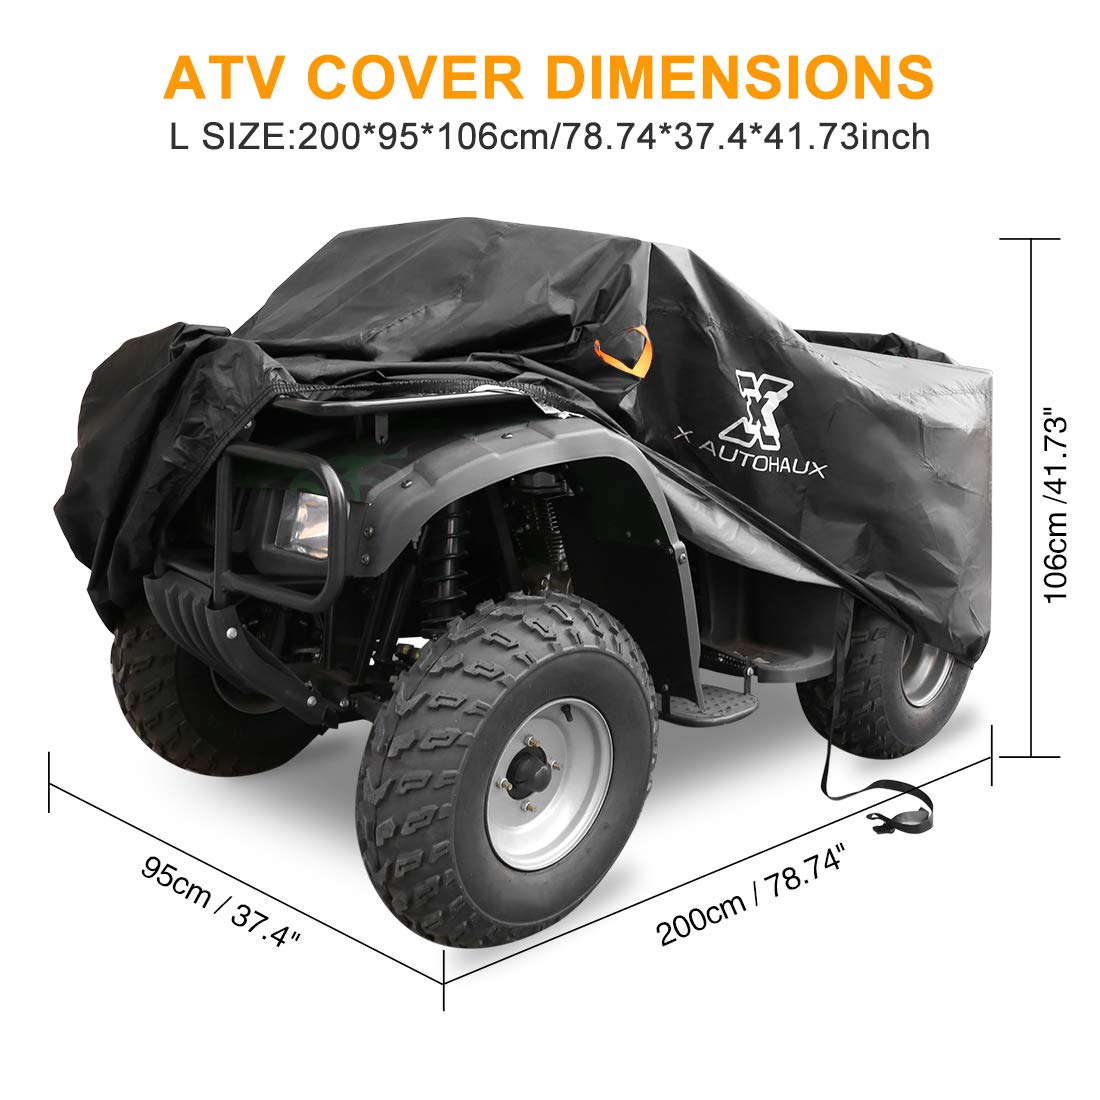 ATV COVER DIMENSIONS
L SIZE:200*95*106cm/78.74*37.4*41.73inch
X AUTOHAUX
106cm /41.73"
95cm / 37.4"
200cm / 78.74"